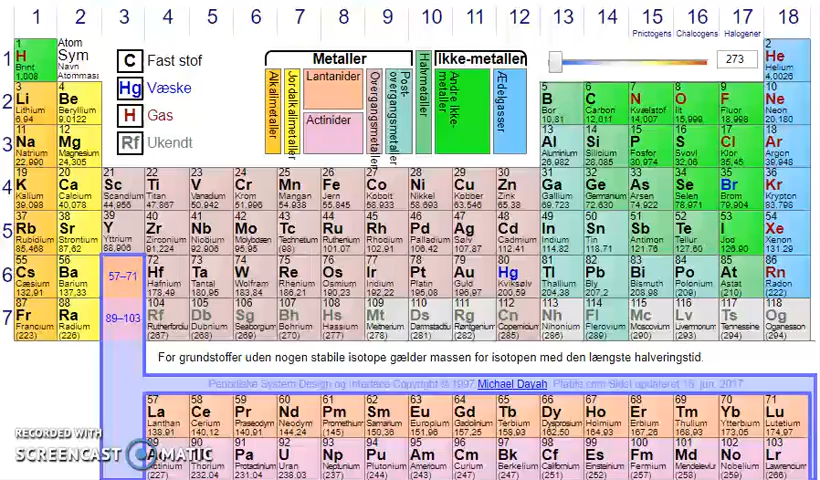 1 2 3 4 5 6 7 8 9 10 11 12 13 14 15 16 17 18
Pnictogens Chalcogens Halogener
Atom
Sym
Navn
Atommass
C Fast stof
Hg Væske
H Gas
Rf Ukendt
Metaller
Ikke-metaller
Alkalimetaller
Jordalkalimetaller
Lantanider
Actinider
Overgangsmetaller
Post-overgangsmetaller
Halvmetaller
Andre ikke-metaller
Ædelgasser
273
1 H Brint 1,008
2 He Helium 4,0026
3 Li Lithium 6,94
4 Be Beryllium 9,0122
5 B Bor 10,81
6 C Carbon 12,011
7 N Kvælstof 14,007
8 O Ilt 15,999
9 F Fluor 18,998
10 Ne Neon 20,180
11 Na Natrium 22,990
12 Mg Magnesium 24,305
13 Al Aluminium 26,982
14 Si Silicium 28,085
15 P Fosfor 30,974
16 S Svovl 32,06
17 Cl Klor 35,45
18 Ar Argon 39,948
19 K Kalium 39,098
20 Ca Calcium 40,078
21 Sc Scandium 44,956
22 Ti Titan 47,867
23 V Vanadium 50,942
24 Cr Krom 51,996
25 Mn Mangan 54,938
26 Fe Jern 55,845
27 Co Kobolt 58,933
28 Ni Nikkel 58,693
29 Cu Kobber 63,546
30 Zn Zink 65,38
31 Ga Gallium 69,723
32 Ge Germanium 72,630
33 As Arsen 74,922
34 Se Selen 78,971
35 Br Brom 79,904
36 Kr Krypton 83,798
37 Rb Rubidium 85,468
38 Sr Strontium 87,62
39 Y Yttrium 88,906
40 Zr Zirconium 91,224
41 Nb Niobium 92,906
42 Mo Molybdæn 95,95
43 Tc Technetium (98)
44 Ru Ruthenium 101,07
45 Rh Rhodium 102,91
46 Pd Palladium 106,42
47 Ag Sølv 107,87
48 Cd Cadmium 112,41
49 In Indium 114,82
50 Sn Tin 118,71
51 Sb Antimon 121,76
52 Te Tellur 127,60
53 I Jod 126,90
54 Xe Xenon 131,29
55 Cs Cæsium 132,91
56 Ba Barium 137,33
57–71
72 Hf Hafnium 178,49
73 Ta Tantal 180,95
74 W Wolfram 183,84
75 Re Rhenium 186,21
76 Os Osmium 190,23
77 Ir Iridium 192,22
78 Pt Platin 195,08
79 Au Guld 196,97
80 Hg Kviksølv 200,59
81 Tl Thallium 204,38
82 Pb Bly 207,2
83 Bi Bismuth 208,98
84 Po Polonium (209)
85 At Astat (210)
86 Rn Radon (222)
87 Fr Francium (223)
88 Ra Radium (226)
89–103
104 Rf Rutherfordiu (267)
105 Db Dubnium (268)
106 Sg Seaborgium (269)
107 Bh Bohrium (270)
108 Hs Hassium (277)
109 Mt Meitnerium (278)
110 Ds Darmstadtiu (281)
111 Rg Røntgenium (282)
112 Cn Copernicium (285)
113 Nh Nihonium (286)
114 Fl Flerovium (289)
115 Mc Moscovium (290)
116 Lv Livermorium (293)
117 Ts Tennessine (294)
118 Og Oganesson (294)
For grundstoffer uden nogen stabile isotope gælder massen for isotopen med den længste halveringstid.
Periodiske System Design og Interface Copyright © 1997 Michael Dayah. Ptable.com Sidst opdateret 16. jun. 2017
57 La Lanthan 138,91
58 Ce Cerium 140,12
59 Pr Praseodym 140,91
60 Nd Neodym 144,24
61 Pm Promethium (145)
62 Sm Samarium 150,36
63 Eu Europium 151,96
64 Gd Gadolinium 157,25
65 Tb Terbium 158,93
66 Dy Dysprosium 162,50
67 Ho Holmium 164,93
68 Er Erbium 167,26
69 Tm Thulium 168,93
70 Yb Ytterbium 173,05
71 Lu Lutetium 174,97
89 (227)
90 Thorium 232,04
91 Pa Protactinium 231,04
92 U Uran 238,03
93 Np Neptunium (237)
94 Pu Plutonium (244)
95 Am Americium (243)
96 Cm Curium (247)
97 Bk Berkelium (247)
98 Cf Californium (251)
99 Es Einsteinium (252)
100 Fm Fermium (257)
101 Md Mendelevium (258)
102 No Nobelium (259)
103 Lr Lawrencium (266)
RECORDED WITH
SCREENCAST MATIC